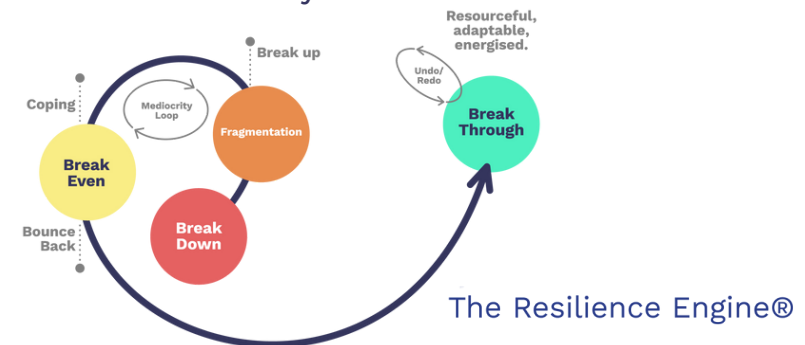 Resourceful,
adaptable,
energised.
Break up
Undo/
Redo
Coping
Mediocrity
Loop
Fragmentation
Break
Through
Break
Even
Break
Down
Bounce
Back
The Resilience Engine®